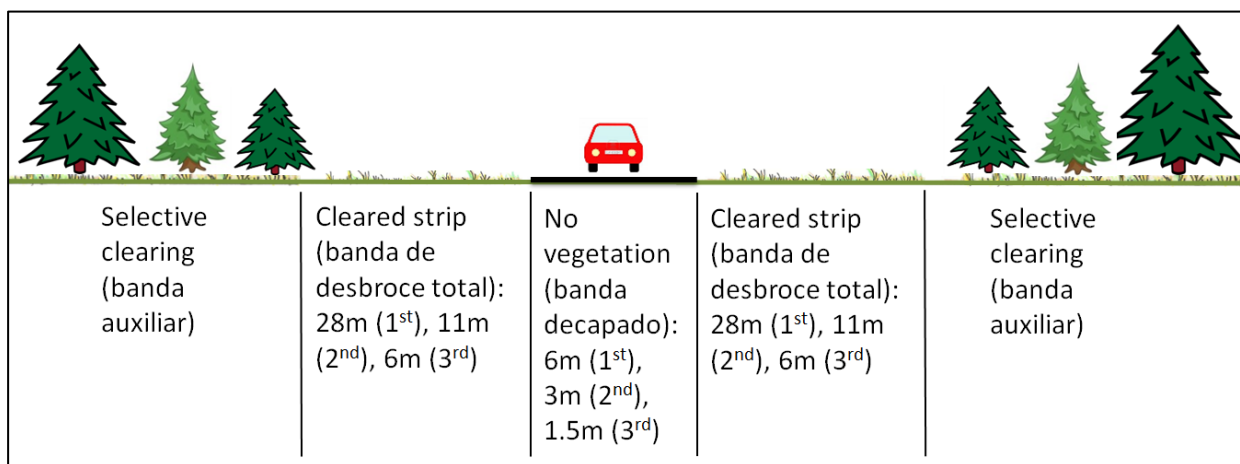 Selective
clearing
(banda
auxiliar)
Cleared strip
(banda de
desbroce total):
28m (1st), 11m
(2nd), 6m (3rd)
No
vegetation
(banda
decapado):
6m (1st),
3m (2nd),
1.5m (3rd)
Cleared strip
(banda de
desbroce total):
28m (1st), 11m
(2nd), 6m (3rd)
Selective
clearing
(banda
auxiliar)